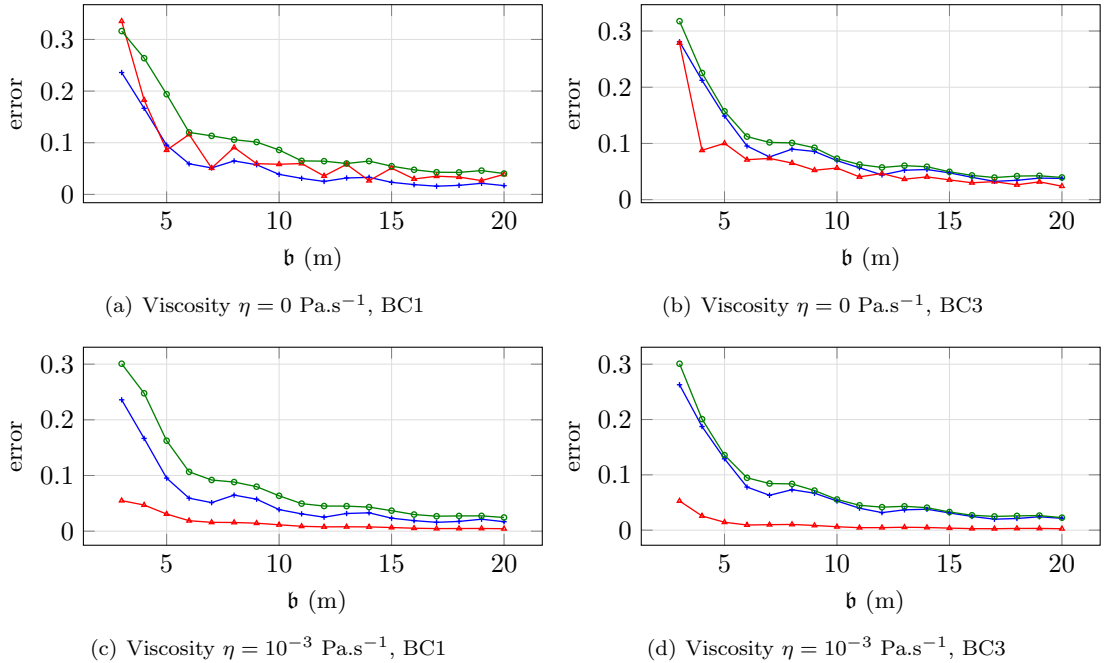 0.3
0.2
0.1
0
error
5
10
15
20
𝔟 (m)
(a) Viscosity η = 0 Pa.s⁻¹, BC1
0.3
0.2
0.1
0
error
5
10
15
20
𝔟 (m)
(b) Viscosity η = 0 Pa.s⁻¹, BC3
0.3
0.2
0.1
0
error
5
10
15
20
𝔟 (m)
(c) Viscosity η = 10⁻³ Pa.s⁻¹, BC1
0.3
0.2
0.1
0
error
5
10
15
20
𝔟 (m)
(d) Viscosity η = 10⁻³ Pa.s⁻¹, BC3